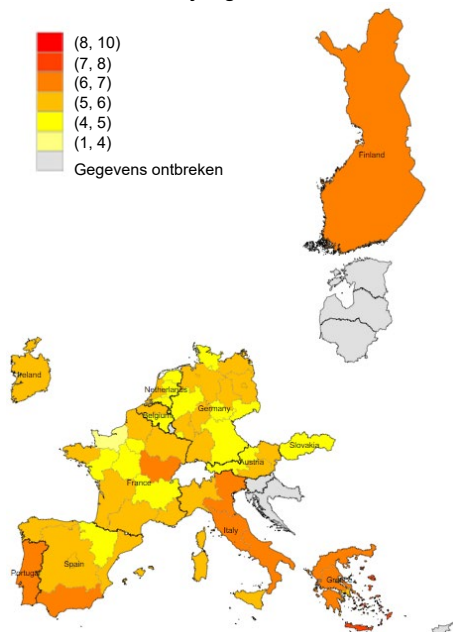 (8, 10)
(7, 8)
(6, 7)
(5, 6)
(4, 5)
(1, 4)
Gegevens ontbreken
Finland
Ireland
Netherlands
Belgium
Germany
Slovakia
Austria
France
Italy
Spain
Portugal
Greece